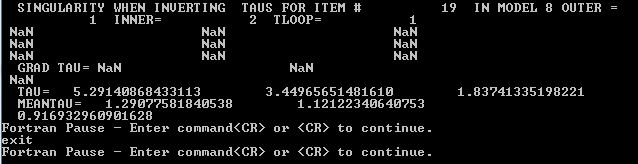 SINGULARITY WHEN INVERTING TAUS FOR ITEM # 19 IN MODEL 8 OUTER =
1 INNER= 2 TLOOP= 1
NaN NaN NaN
NaN NaN NaN
NaN NaN NaN
GRAD TAU= NaN NaN
NaN
TAU= 5.29140868433113 3.44965651481610 1.83741335198221
MEANTAU= 1.29077581840538 1.12122340640753
0.916932960901628
Fortran Pause - Enter command<CR> or <CR> to continue.
exit
Fortran Pause - Enter command<CR> or <CR> to continue.